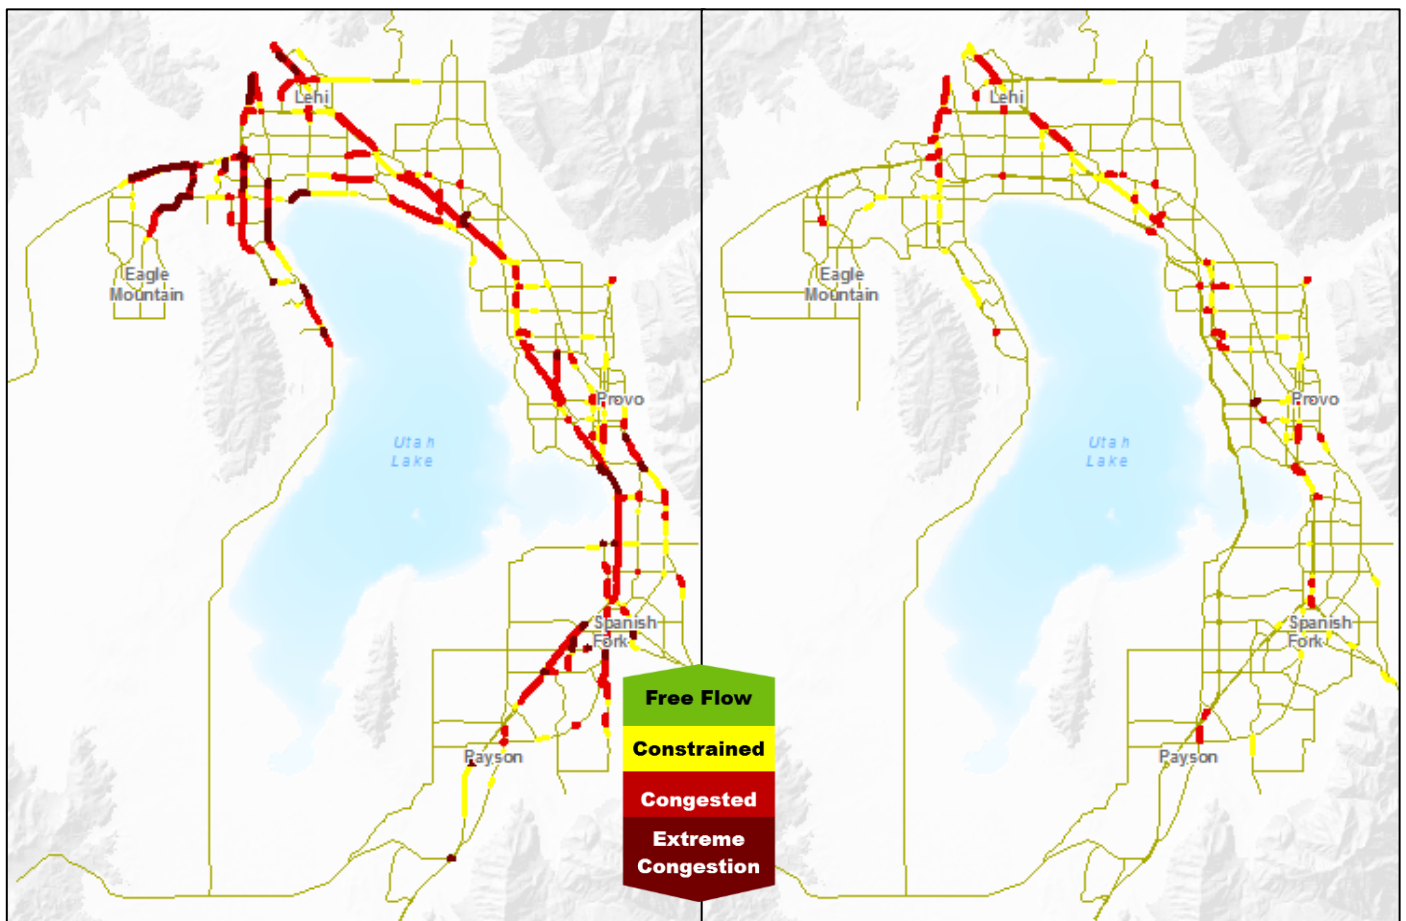 Lehi
Eagle
Mountain
Provo
Utah
Lake
Spanish
Fork
Payson
Lehi
Eagle
Mountain
Provo
Utah
Lake
Spanish
Fork
Payson
Free Flow
Constrained
Congested
Extreme
Congestion